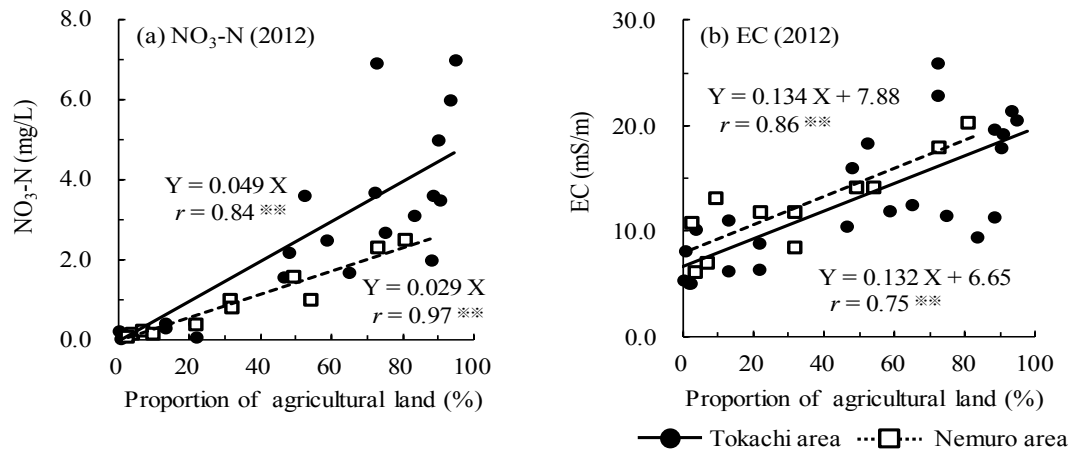 (a) NO₃-N (2012)
8.0
6.0
4.0
2.0
0.0
NO₃-N (mg/L)
Y = 0.049 X
r = 0.84 ※※
Y = 0.029 X
r = 0.97 ※※
0 20 40 60 80 100
Proportion of agricultural land (%)
(b) EC (2012)
30.0
20.0
10.0
0.0
EC (mS/m)
Y = 0.134 X + 7.88
r = 0.86 ※※
Y = 0.132 X + 6.65
r = 0.75 ※※
0 20 40 60 80 100
Proportion of agricultural land (%)
Tokachi area Nemuro area